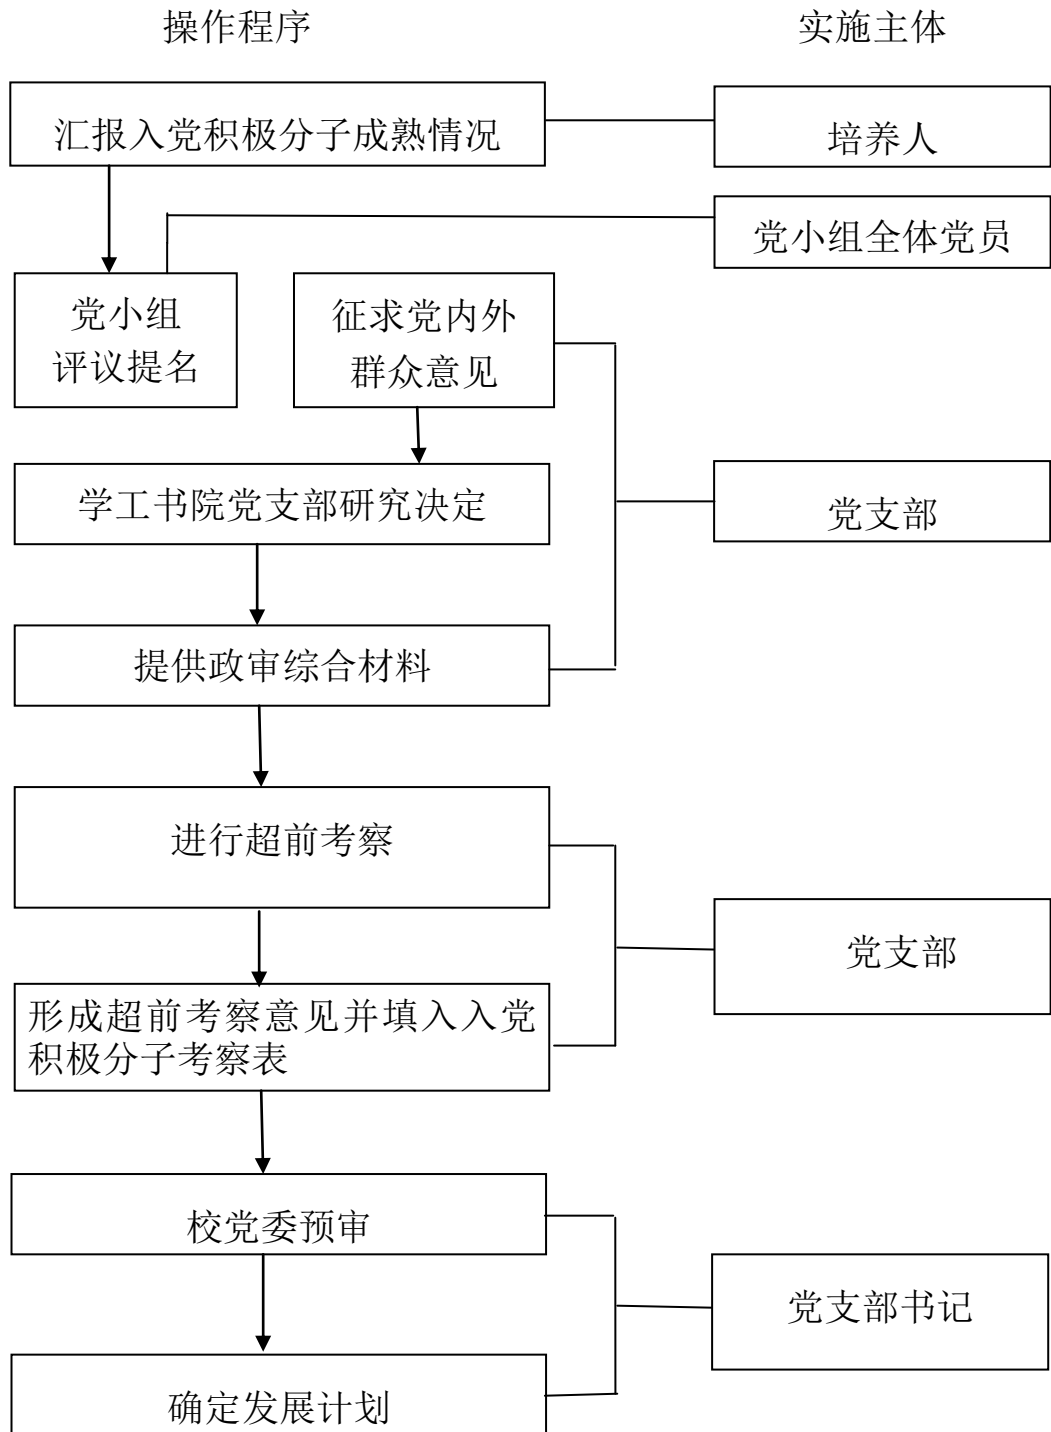 操作程序
实施主体
汇报入党积极分子成熟情况
培养人
党小组全体党员
党小组
评议提名
征求党内外
群众意见
学工书院党支部研究决定
党支部
提供政审综合材料
进行超前考察
党支部
形成超前考察意见并填入入党
积极分子考察表
校党委预审
党支部书记
确定发展计划